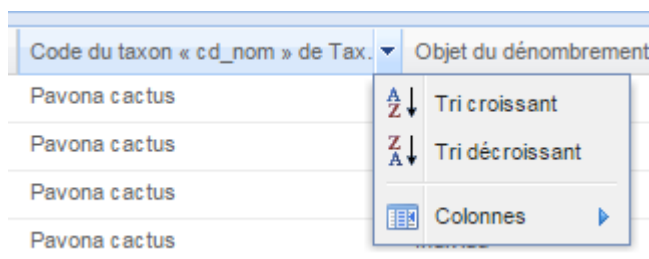 Code du taxon « cd_nom » de Tax. Objet du dénombrement
Pavona cactus
Tri croissant
Pavona cactus
Tri décroissant
Pavona cactus
Colonnes
Pavona cactus